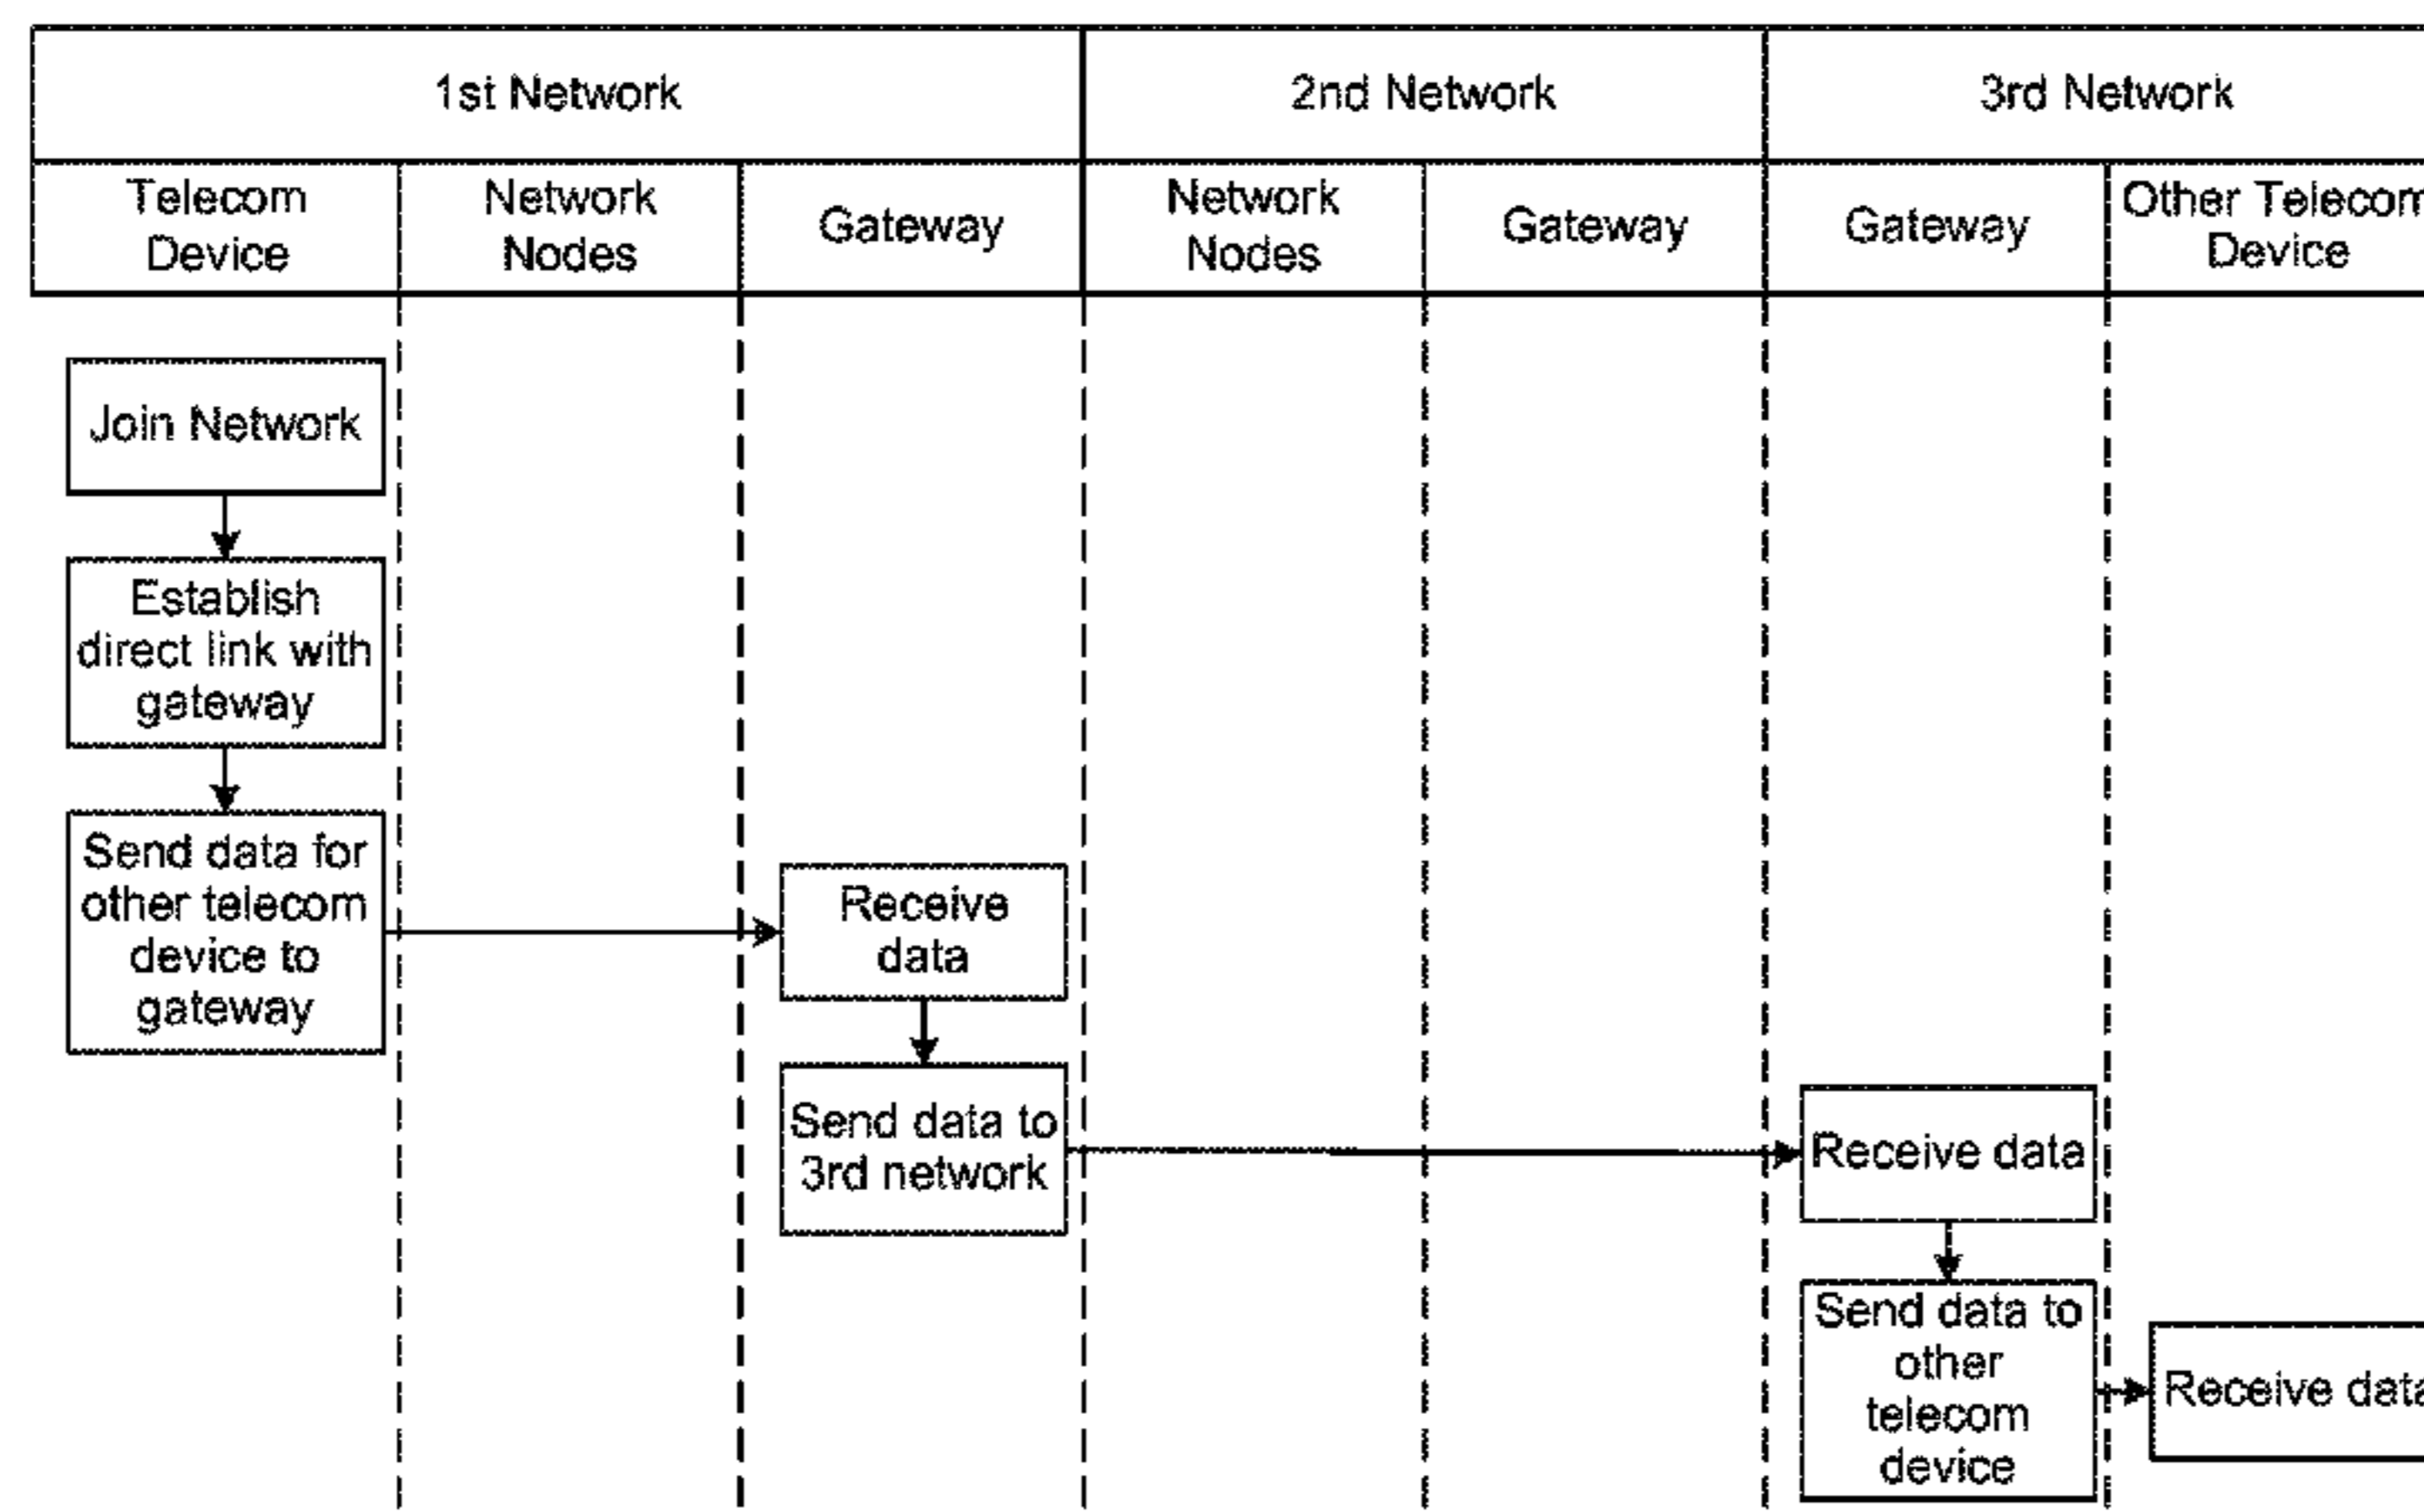 1st Network
2nd Network
3rd Network
Telecom
Device
Network
Nodes
Gateway
Network
Nodes
Gateway
Gateway
Other Telecom
Device
Join Network
Establish
direct link with
gateway
Send data for
other telecom
device to
gateway
Receive
data
Send data to
3rd network
Receive data
Send data to
other
telecom
device
Receive data